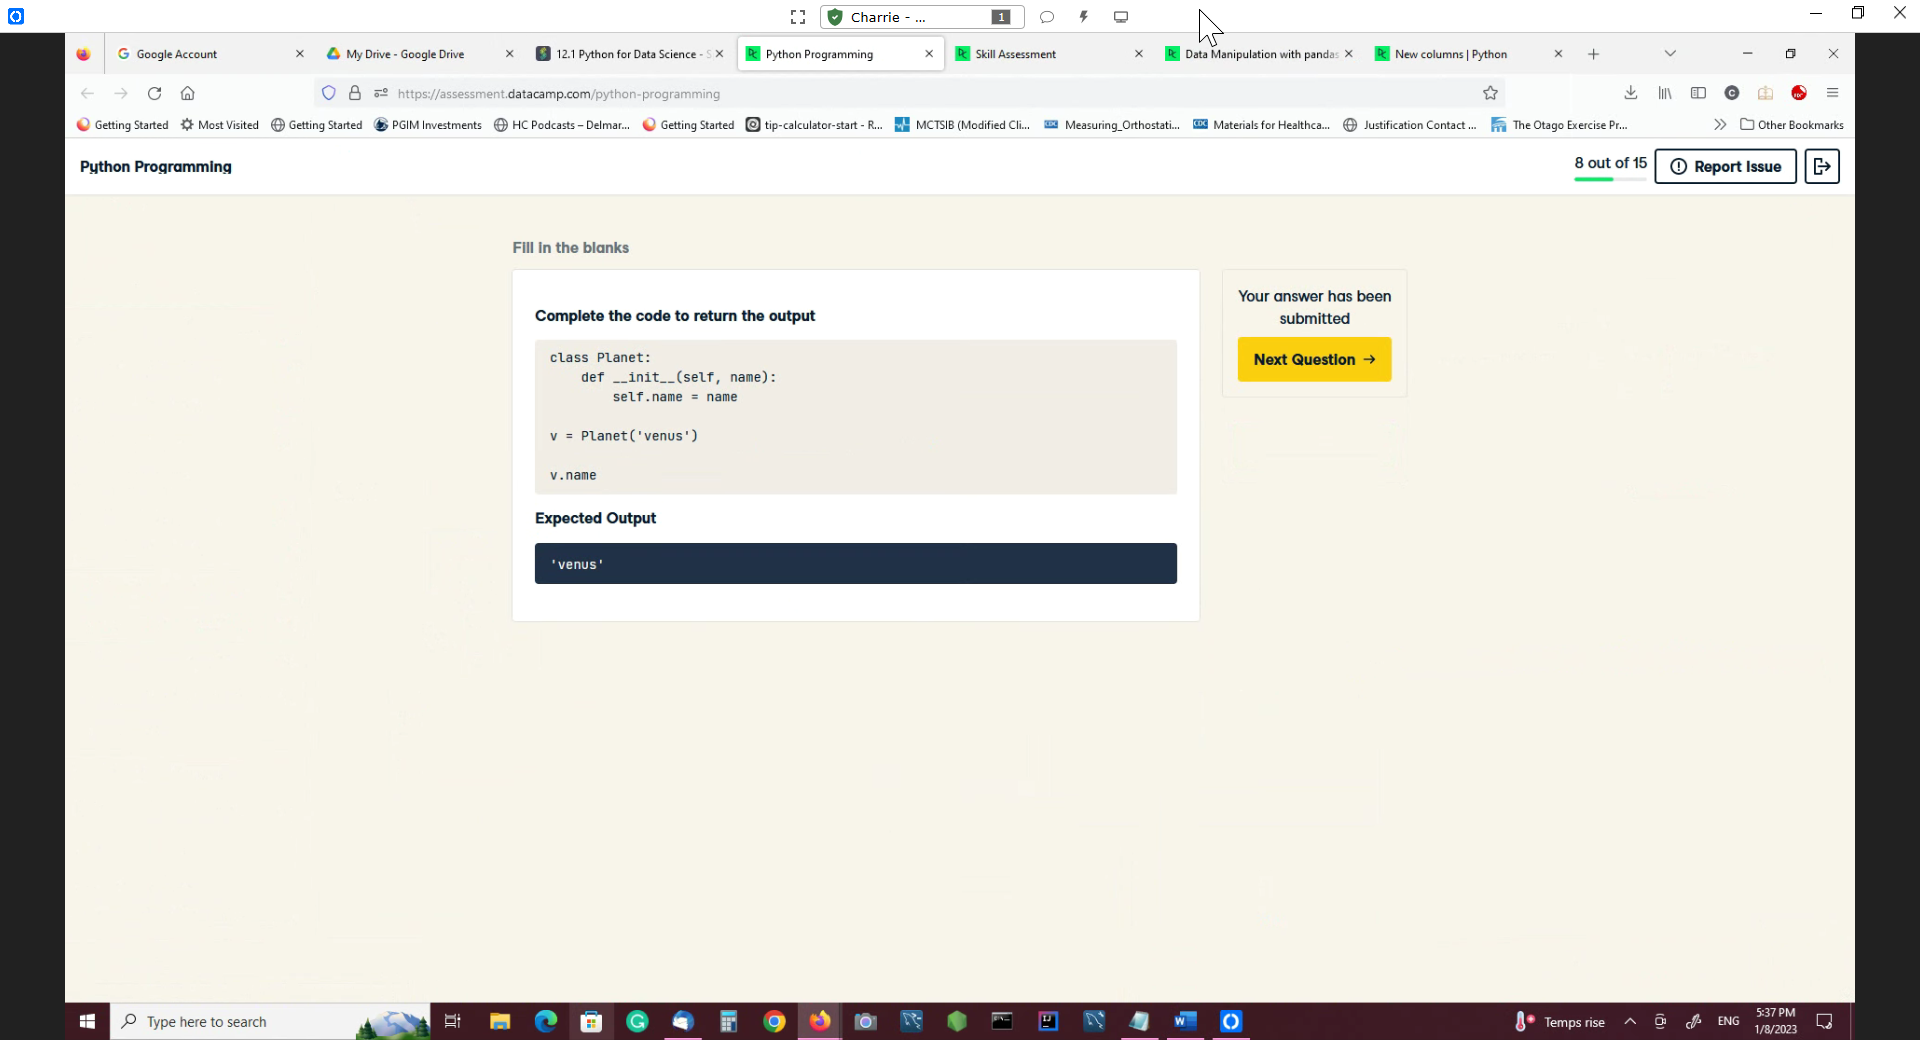 Charrie - ...
1
Google Account
My Drive - Google Drive
12.1 Python for Data Science - S
Python Programming
Skill Assessment
Data Manipulation with pandas
New columns | Python
https://assessment.datacamp.com/python-programming
Getting Started
Most Visited
Getting Started
PGIM Investments
HC Podcasts – Delmar...
Getting Started
tip-calculator-start - R...
MCTSIB (Modified Cli...
Measuring_Orthostati...
Materials for Healthca...
Justification Contact ...
The Otago Exercise Pr...
Other Bookmarks
Python Programming
8 out of 15
Report Issue
Fill in the blanks
Complete the code to return the output
class Planet:
    def __init__(self, name):
        self.name = name
v = Planet('venus')
v.name
Expected Output
'venus'
Your answer has been
submitted
Next Question →
Type here to search
Temps rise
ENG
5:37 PM
1/8/2023